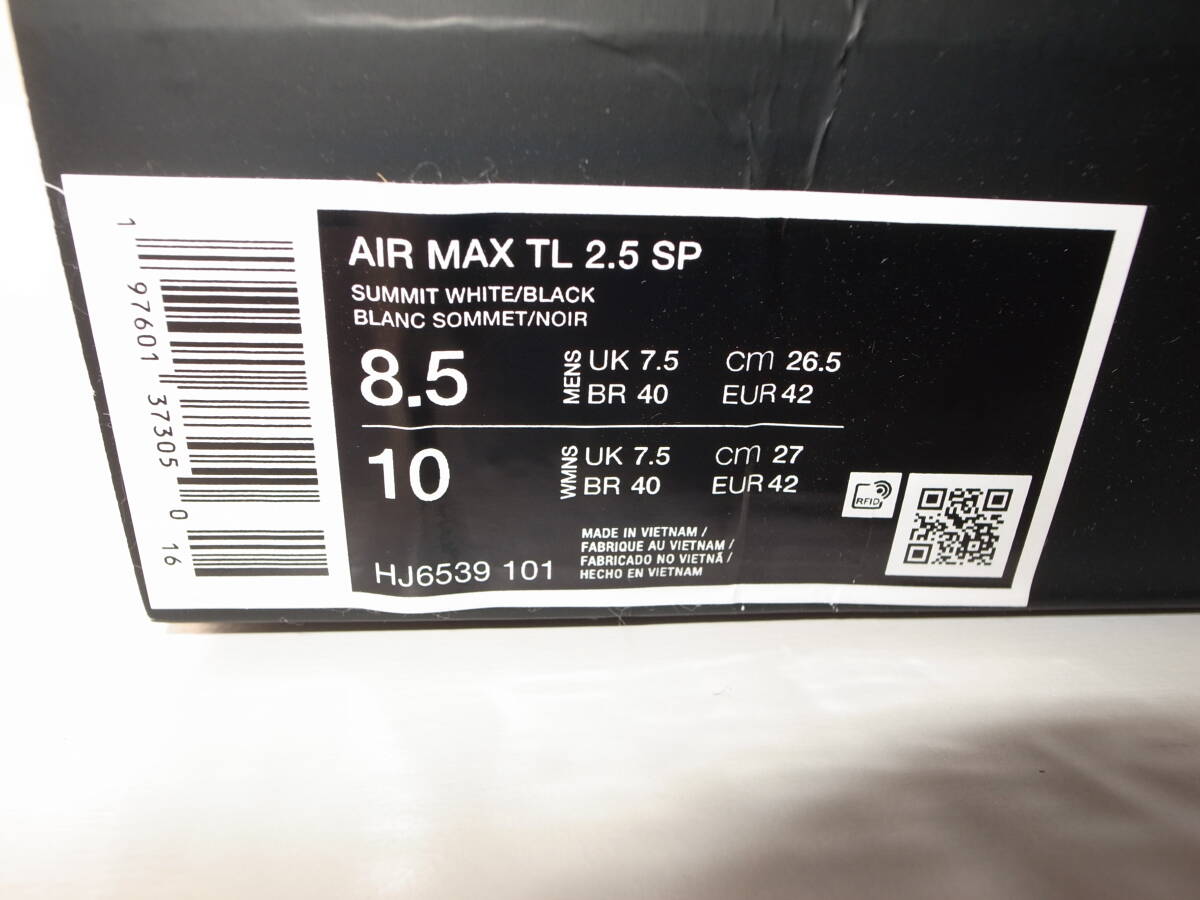 AIR MAX TL 2.5 SP
SUMMIT WHITE/BLACK
BLANC SOMMET/NOIR
8.5
MENS
UK 7.5 cm 26.5
BR 40 EUR 42
10
WMNS
UK 7.5 cm 27
BR 40 EUR 42
HJ6539 101
MADE IN VIETNAM /
FABRIQUE AU VIETNAM /
FABRICADO NO VIETNÃ /
HECHO EN VIETNAM
RFID
1 97601 37305 0 16